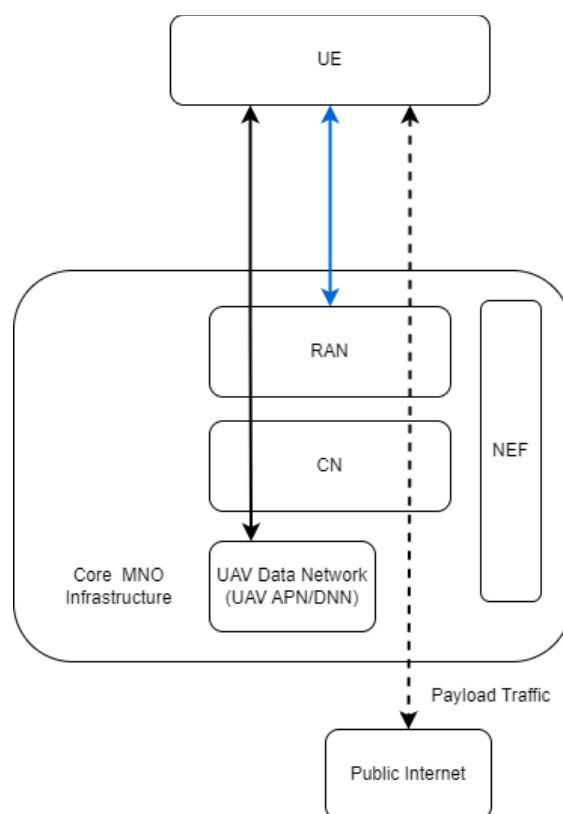 UE
RAN
CN
NEF
UAV Data Network
(UAV APN/DNN)
Core MNO
Infrastructure
Payload Traffic
Public Internet